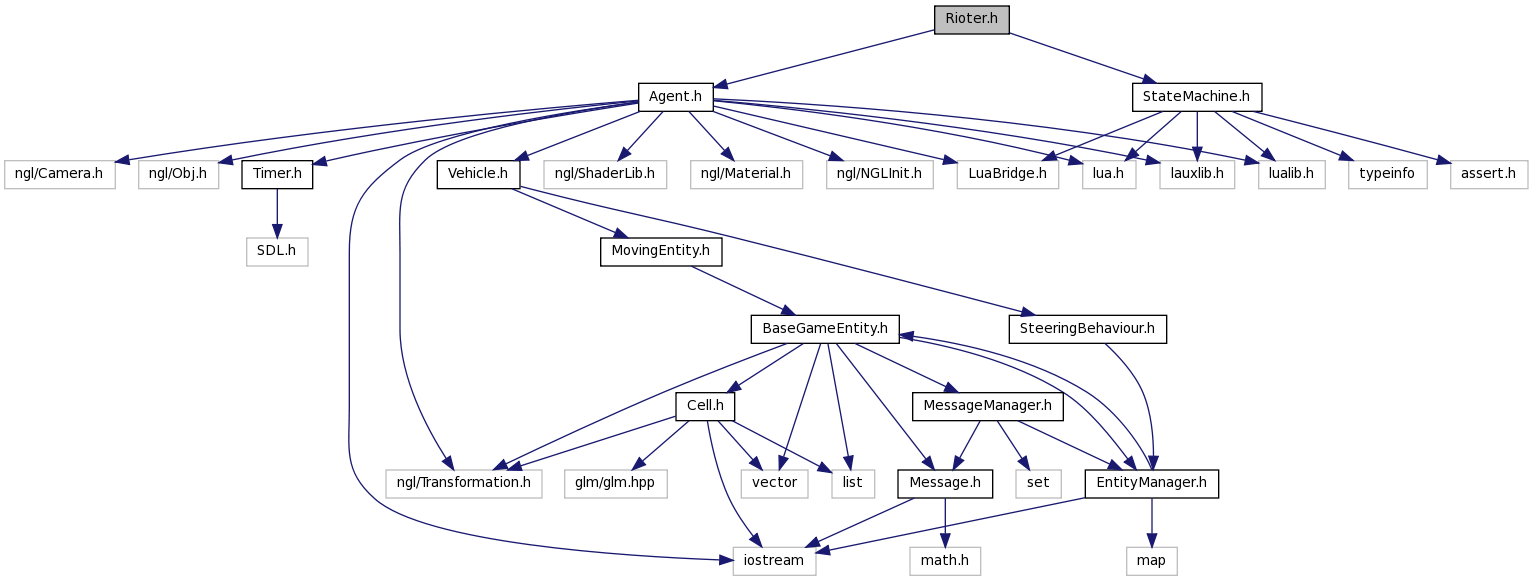 Rioter.h
Agent.h
StateMachine.h
ngl/Camera.h
ngl/Obj.h
Timer.h
Vehicle.h
ngl/ShaderLib.h
ngl/Material.h
ngl/NGLInit.h
LuaBridge.h
lua.h
lauxlib.h
lualib.h
typeinfo
assert.h
SDL.h
MovingEntity.h
BaseGameEntity.h
SteeringBehaviour.h
Cell.h
MessageManager.h
ngl/Transformation.h
glm/glm.hpp
vector
list
Message.h
set
EntityManager.h
iostream
math.h
map